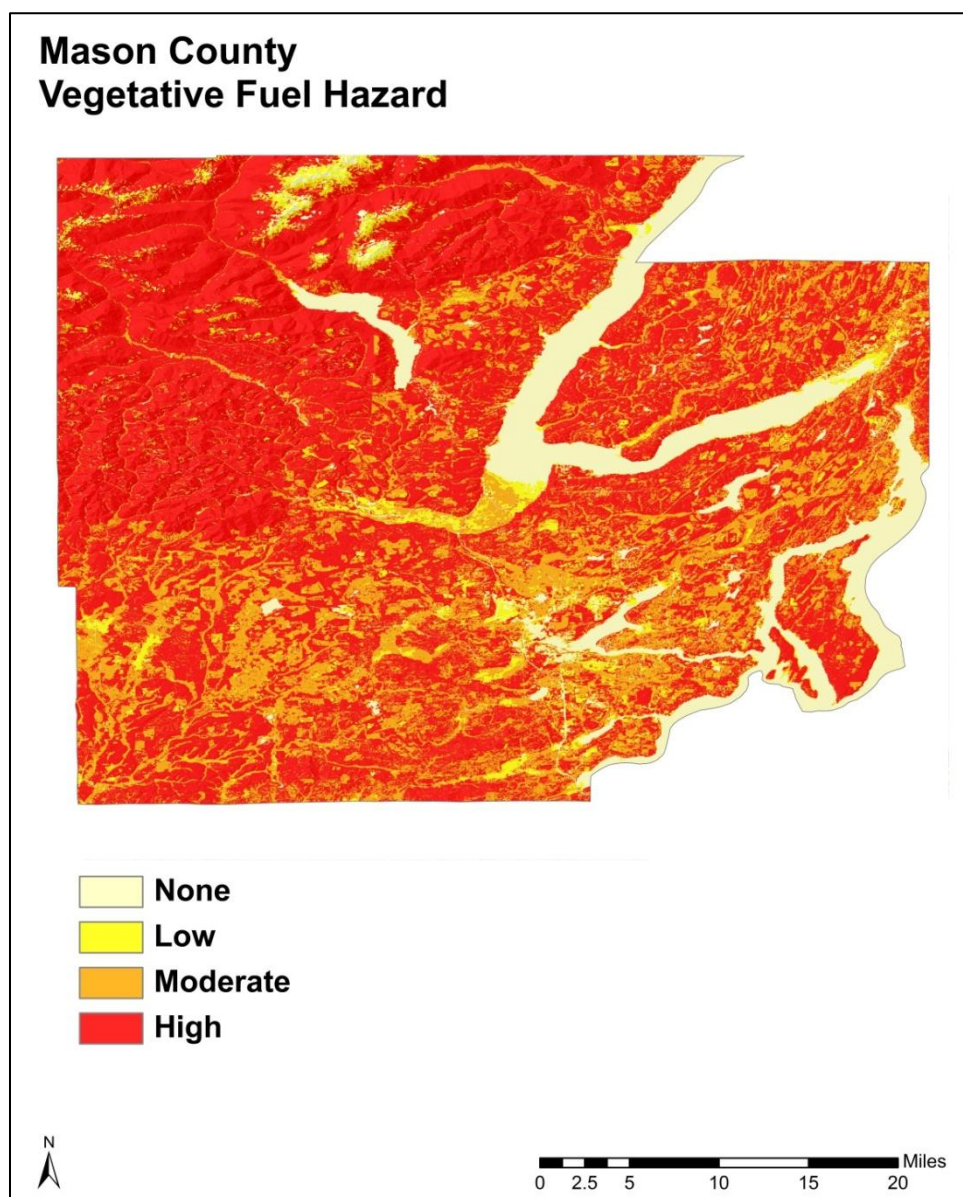 Mason County
Vegetative Fuel Hazard
None
Low
Moderate
High
N
Miles
0 2.5 5 10 15 20